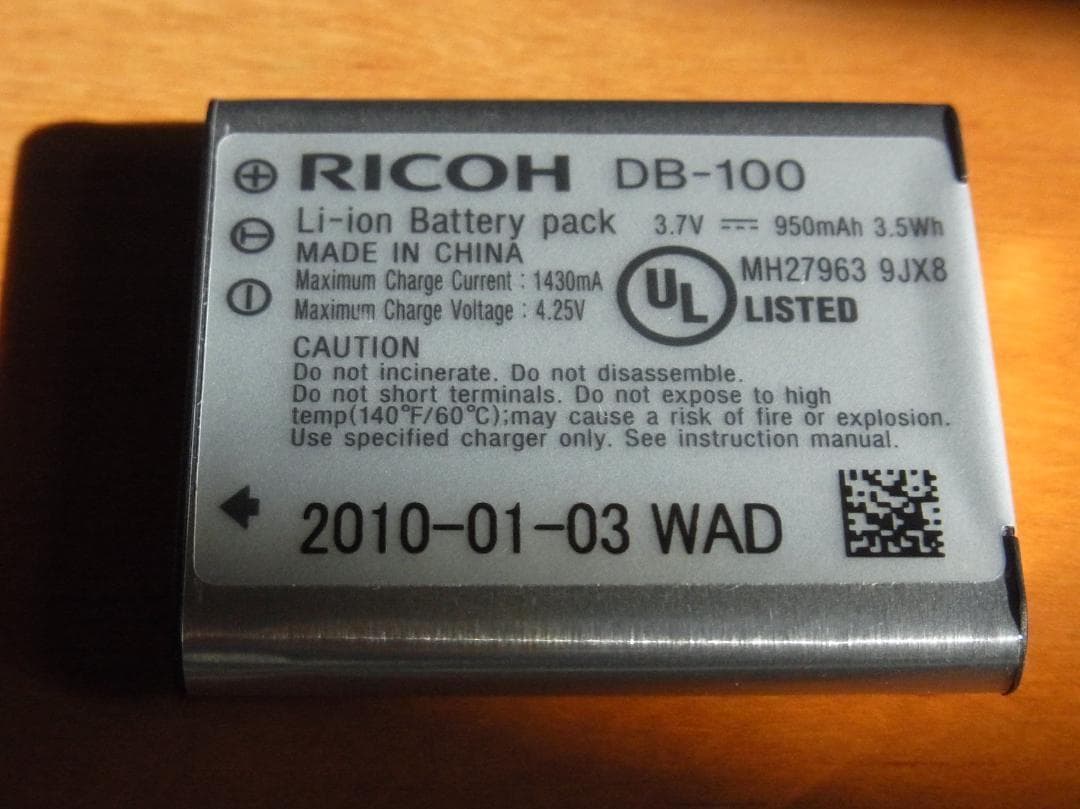 RICOH DB-100
Li-ion Battery pack 3.7V ⎓ 950mAh 3.5Wh
MADE IN CHINA
Maximum Charge Current : 1430mA
Maximum Charge Voltage : 4.25V
UL MH27963 9JX8
LISTED
CAUTION
Do not incinerate. Do not disassemble.
Do not short terminals. Do not expose to high
temp(140°F/60°C);may cause a risk of fire or explosion.
Use specified charger only. See instruction manual.
2010-01-03 WAD